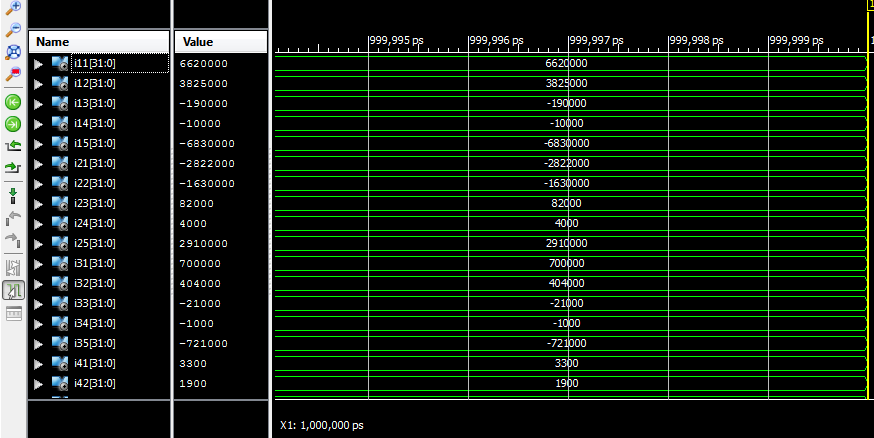 Name Value 999,995 ps 999,996 ps 999,997 ps 999,998 ps 999,999 ps
i11[31:0] 6620000 6620000
i12[31:0] 3825000 3825000
i13[31:0] -190000 -190000
i14[31:0] -10000 -10000
i15[31:0] -6830000 -6830000
i21[31:0] -2822000 -2822000
i22[31:0] -1630000 -1630000
i23[31:0] 82000 82000
i24[31:0] 4000 4000
i25[31:0] 2910000 2910000
i31[31:0] 700000 700000
i32[31:0] 404000 404000
i33[31:0] -21000 -21000
i34[31:0] -1000 -1000
i35[31:0] -721000 -721000
i41[31:0] 3300 3300
i42[31:0] 1900 1900
X1: 1,000,000 ps